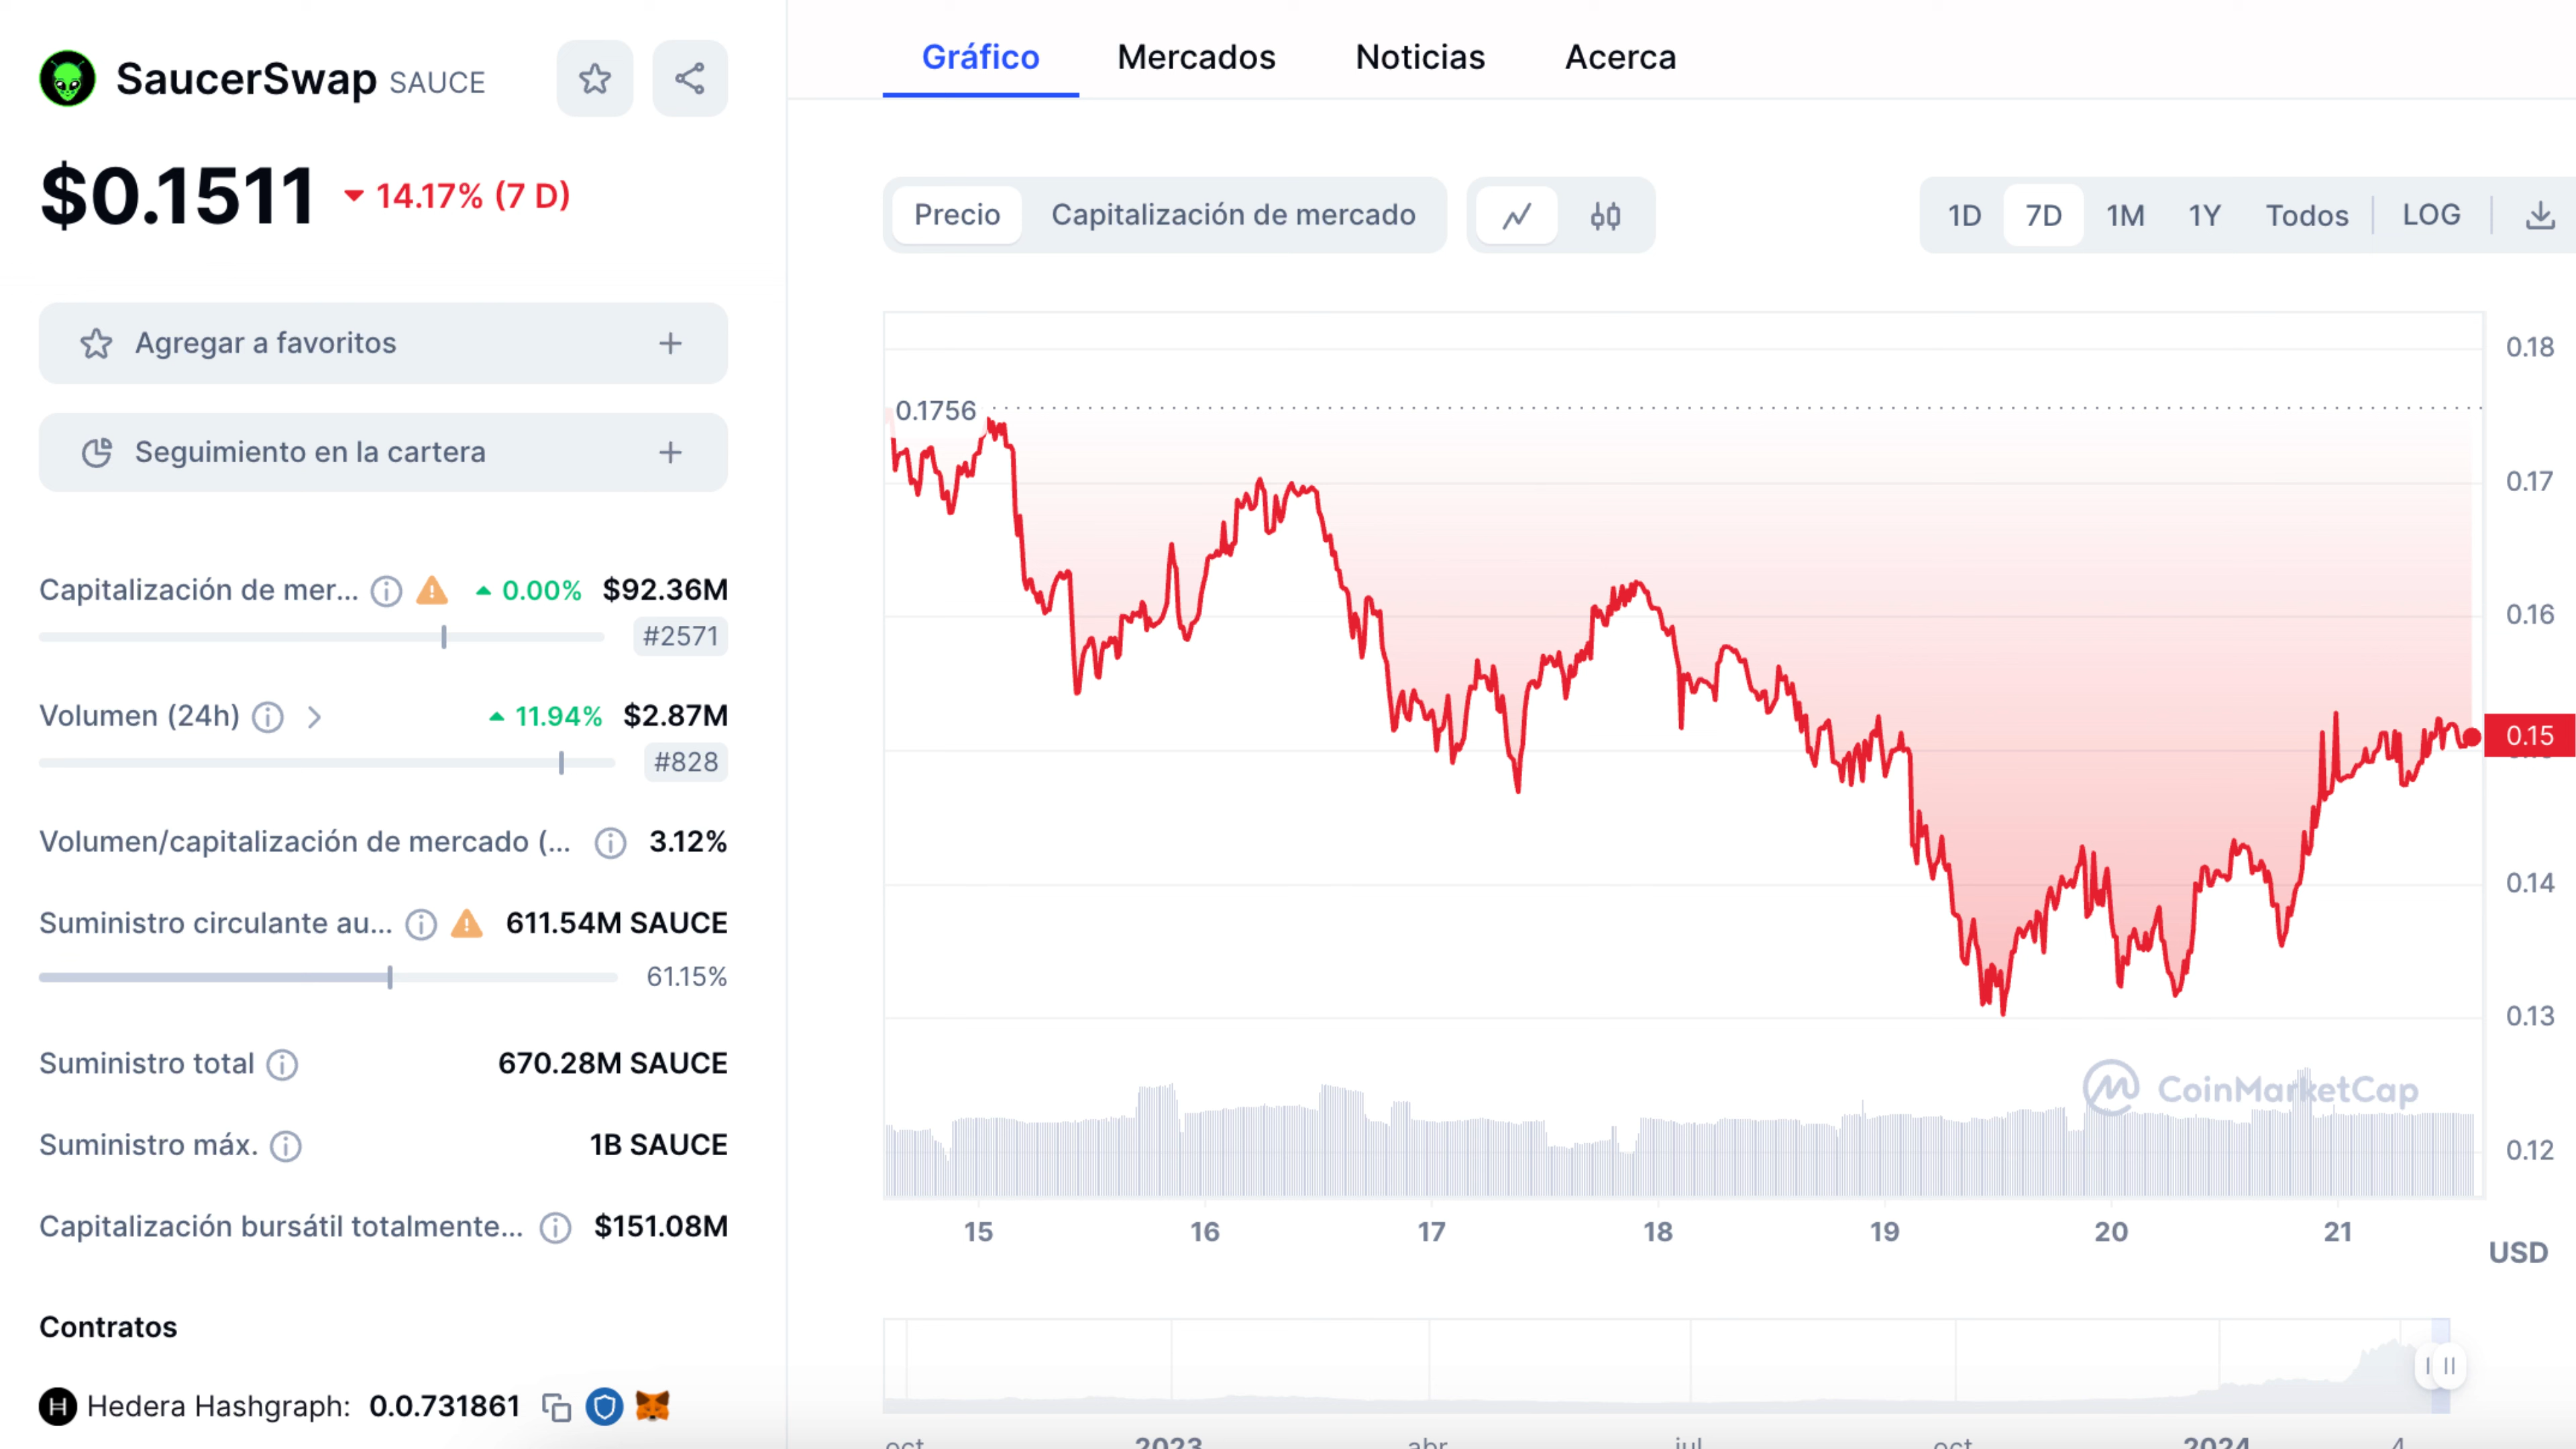 SaucerSwap SAUCE
$0.1511 14.17% (7 D)
Agregar a favoritos
Seguimiento en la cartera
Capitalización de mer... 0.00% $92.36M
#2571
Volumen (24h) 11.94% $2.87M
#828
Volumen/capitalización de mercado (... 3.12%
Suministro circulante au... 611.54M SAUCE
61.15%
Suministro total 670.28M SAUCE
Suministro máx. 1B SAUCE
Capitalización bursátil totalmente... $151.08M
Contratos
Hedera Hashgraph: 0.0.731861
Gráfico Mercados Noticias Acerca
Precio Capitalización de mercado
1D 7D 1M 1Y Todos LOG
0.1756
0.18
0.17
0.16
0.15
0.14
0.13
0.12
CoinMarketCap
15 16 17 18 19 20 21
USD
oct 2023 abr jul oct 2024